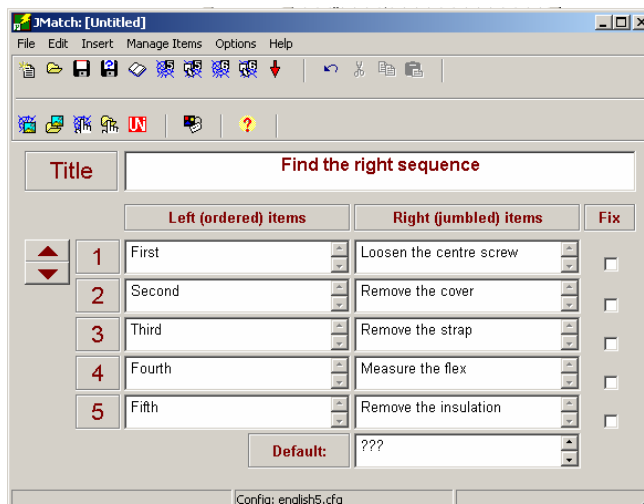 JMatch: [Untitled]
File Edit Insert Manage Items Options Help
Title Find the right sequence
Left (ordered) items Right (jumbled) items Fix
1 First Loosen the centre screw
2 Second Remove the cover
3 Third Remove the strap
4 Fourth Measure the flex
5 Fifth Remove the insulation
Default: ???
Config: english5.cfg